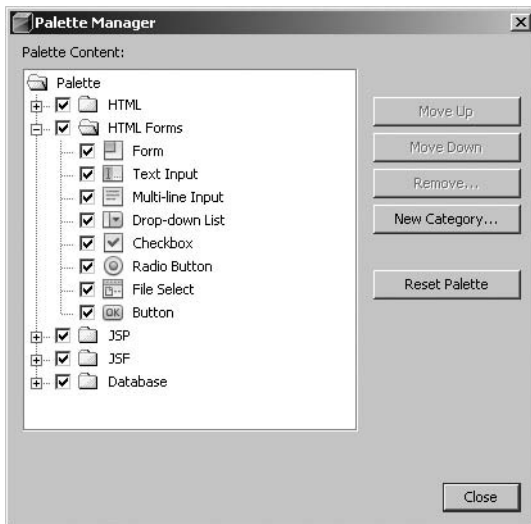 Palette Manager
Palette Content:
Palette
HTML
HTML Forms
Form
Text Input
Multi-line Input
Drop-down List
Checkbox
Radio Button
File Select
OK Button
JSP
JSF
Database
Move Up
Move Down
Remove...
New Category...
Reset Palette
Close